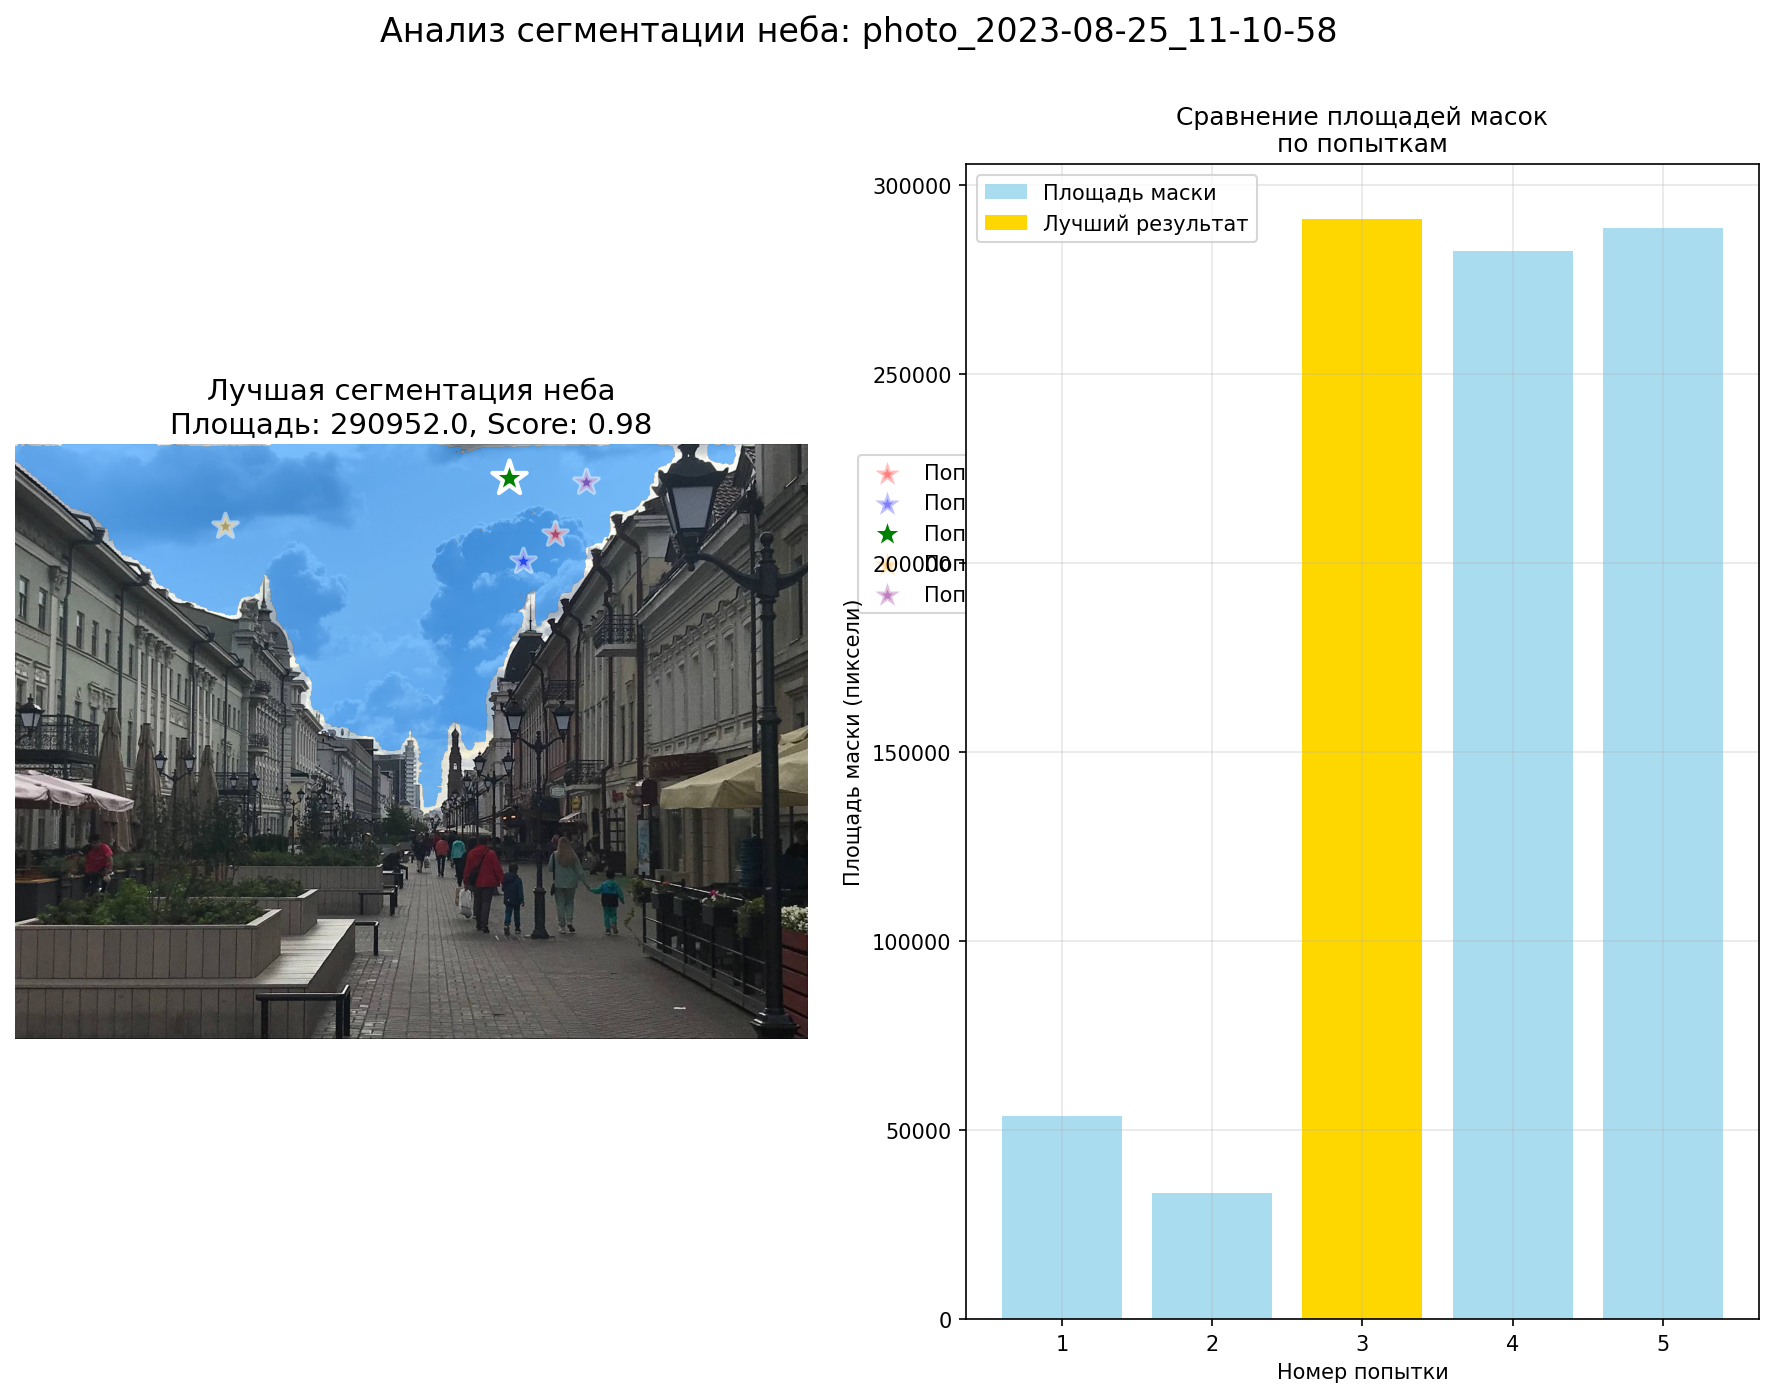 Анализ сегментации неба: photo_2023-08-25_11-10-58
Лучшая сегментация неба
Площадь: 290952.0, Score: 0.98
Поп
Поп
Поп
Поп
Поп
Сравнение площадей масок
по попыткам
Площадь маски
Лучший результат
Площадь маски (пиксели)
300000
250000
200000
150000
100000
50000
0
1 2 3 4 5
Номер попытки